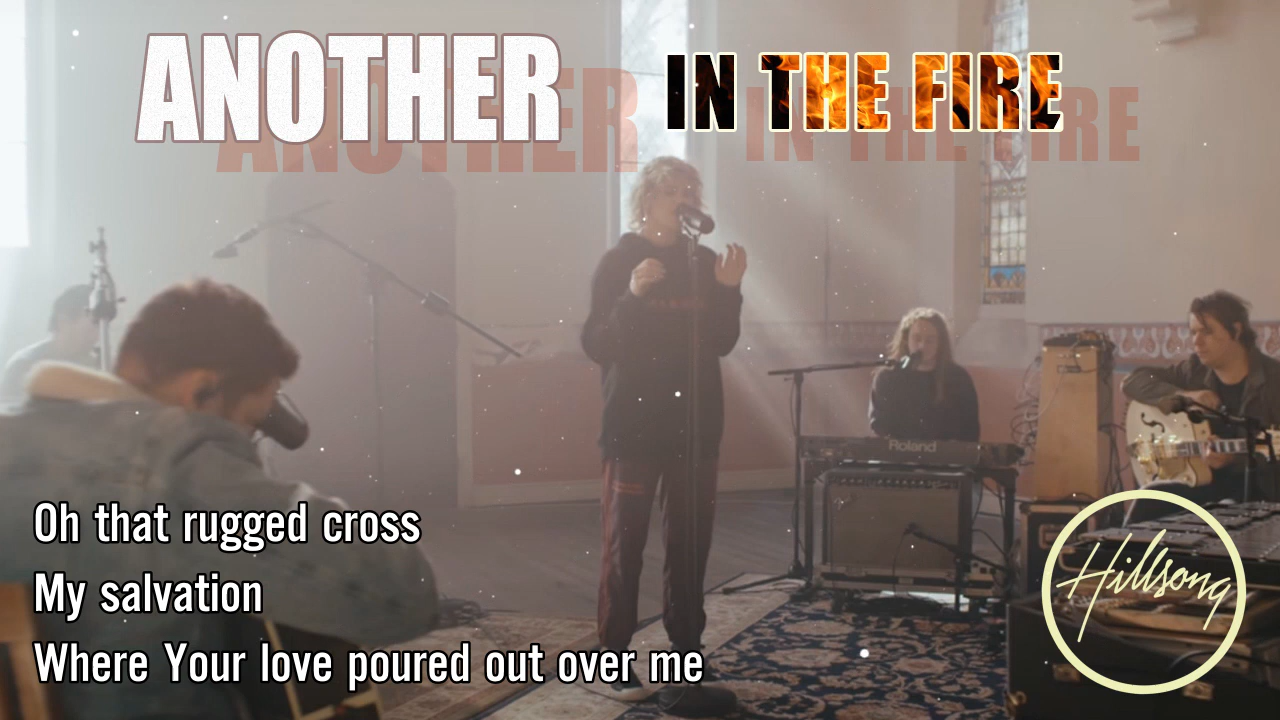 ANOTHER IN THE FIRE
Roland
Oh that rugged cross
My salvation
Where Your love poured out over me
Hillsong